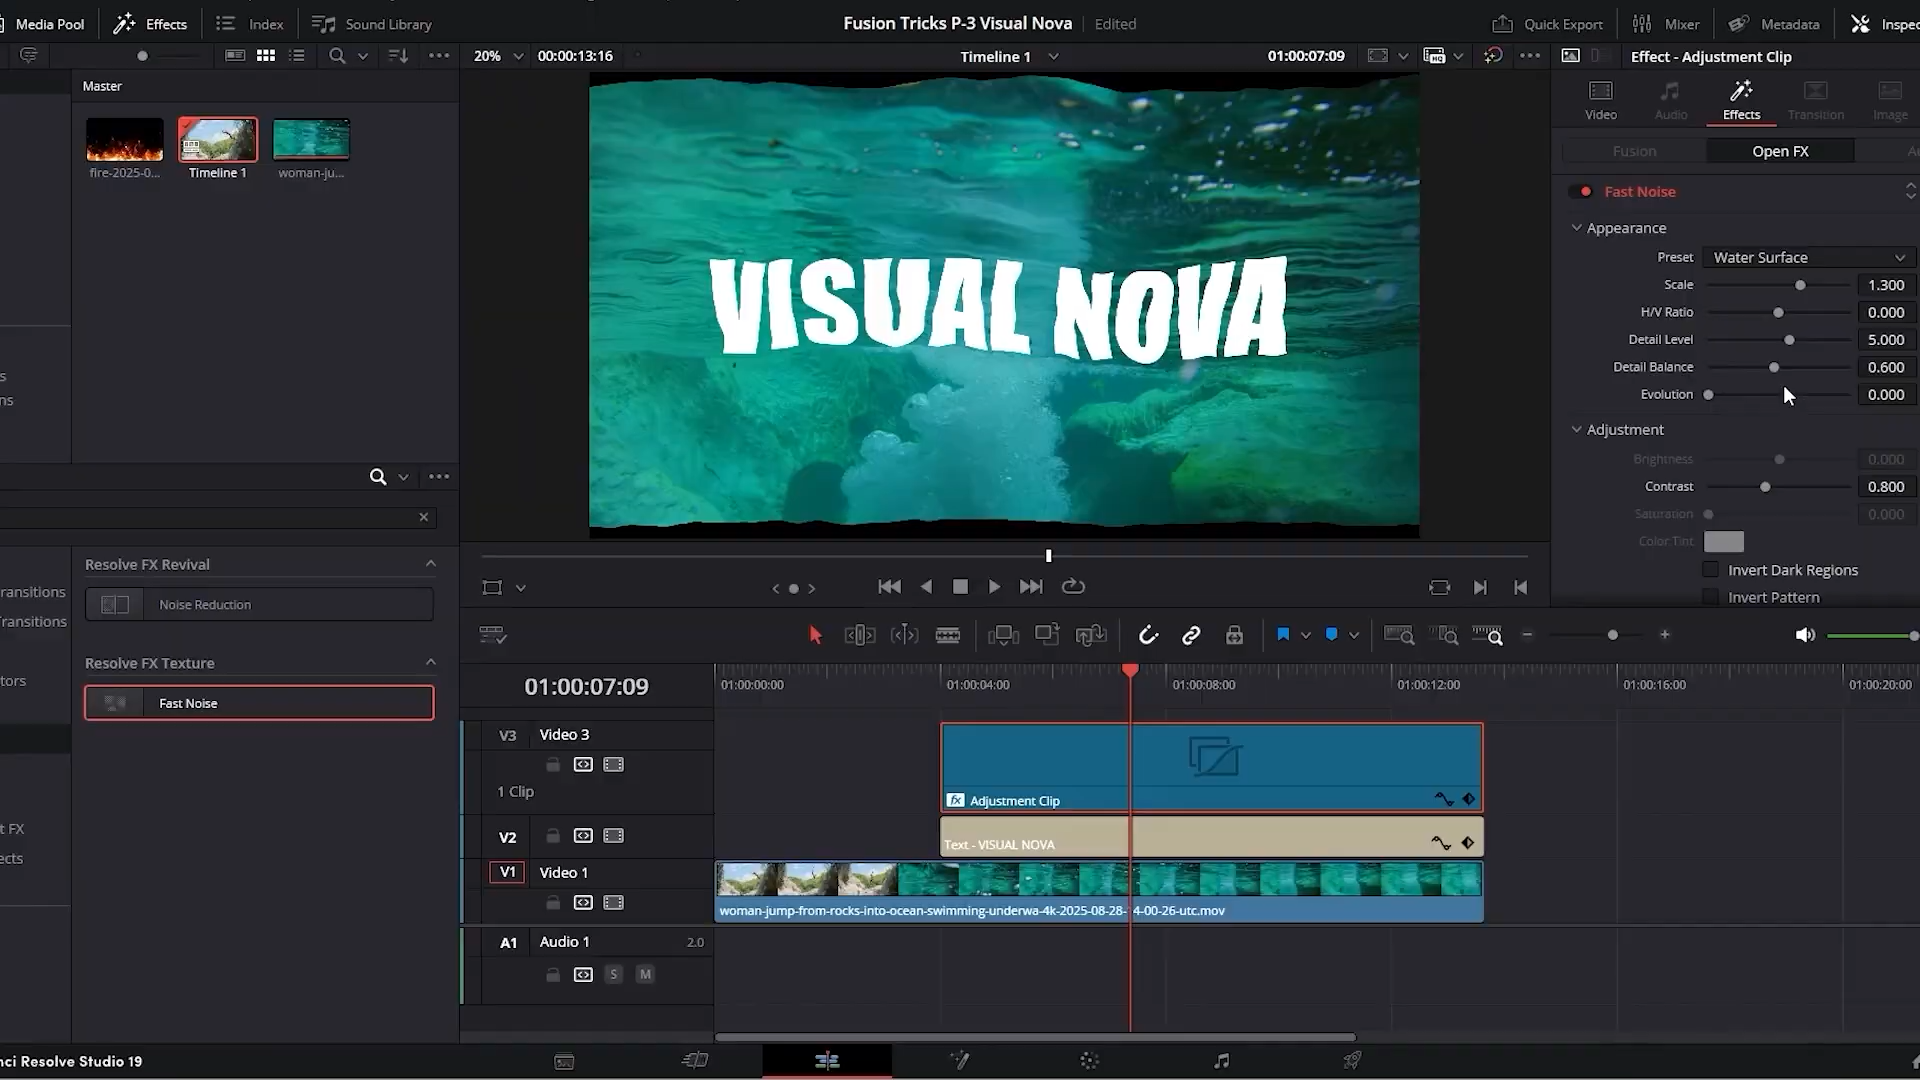 Media Pool
Effects
Index
Sound Library
Fusion Tricks P-3 Visual Nova
Edited
Quick Export
Mixer
Metadata
Inspec
20%
00:00:13:16
Timeline 1
01:00:07:09
Effect - Adjustment Clip
Master
fire-2025-0...
Timeline 1
woman-ju...
Video
Audio
Effects
Transition
Image
Fusion
Open FX
Fast Noise
Appearance
Preset
Water Surface
Scale
1.300
H/V Ratio
0.000
Detail Level
5.000
Detail Balance
0.600
Evolution
0.000
Adjustment
Brightness
0.000
Contrast
0.800
Saturation
0.000
Color Tint
Invert Dark Regions
Invert Pattern
VISUAL NOVA
Resolve FX Revival
Noise Reduction
Resolve FX Texture
Fast Noise
ransitions
ransitions
tors
t FX
ects
01:00:07:09
01:00:00:00
01:00:04:00
01:00:08:00
01:00:12:00
01:00:16:00
01:00:20:00
V3
Video 3
1 Clip
fx Adjustment Clip
V2
Text - VISUAL NOVA
V1
Video 1
woman-jump-from-rocks-into-ocean-swimming-underwa-4k-2025-08-28-14-00-26-utc.mov
A1
Audio 1
2.0
S
M
nci Resolve Studio 19